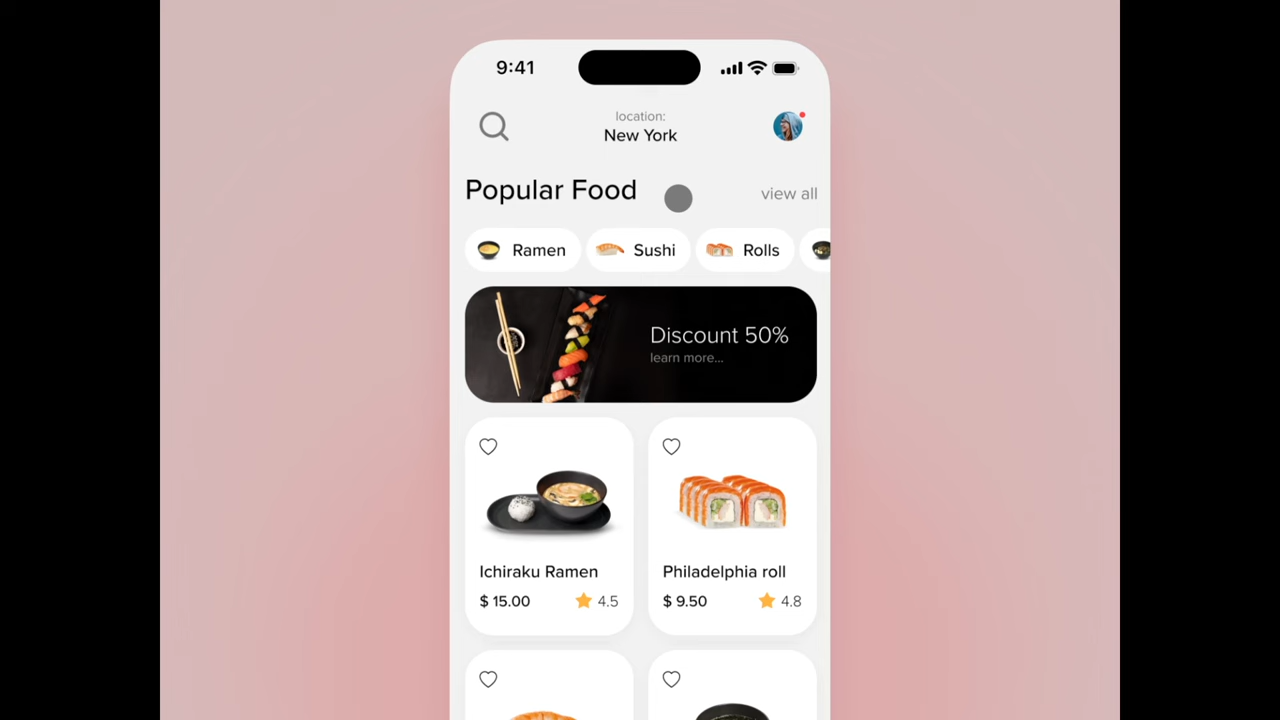 9:41
location:
New York
Popular Food
view all
Ramen
Sushi
Rolls
Discount 50%
learn more...
Ichiraku Ramen
Philadelphia roll
$ 15.00
4.5
$ 9.50
4.8